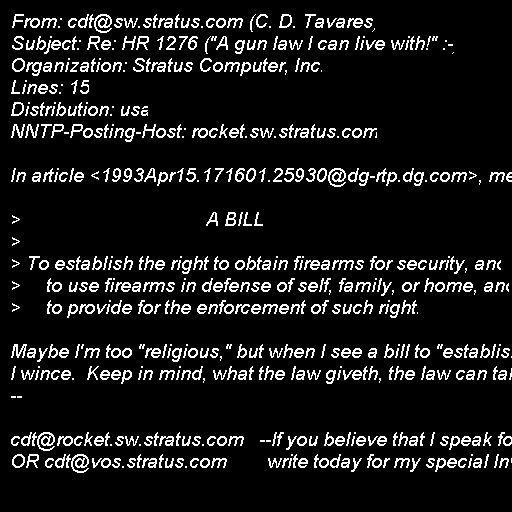 From: cdt@sw.stratus.com (C. D. Tavares)
Subject: Re: HR 1276 ("A gun law I can live with!" :-)
Organization: Stratus Computer, Inc.
Lines: 15
Distribution: usa
NNTP-Posting-Host: rocket.sw.stratus.com

In article <1993Apr15.171601.25930@dg-rtp.dg.com>,

> A BILL
>
> To establish the right to obtain firearms for security, and
> to use firearms in defense of self, family, or home, and
> to provide for the enforcement of such right.

Maybe I'm too "religious," but when I see a bill to "establis
I wince.  Keep in mind, what the law giveth, the law can
--

cdt@rocket.sw.stratus.com   --If you believe that I speak
OR cdt@vos.stratus.com        write today for my special